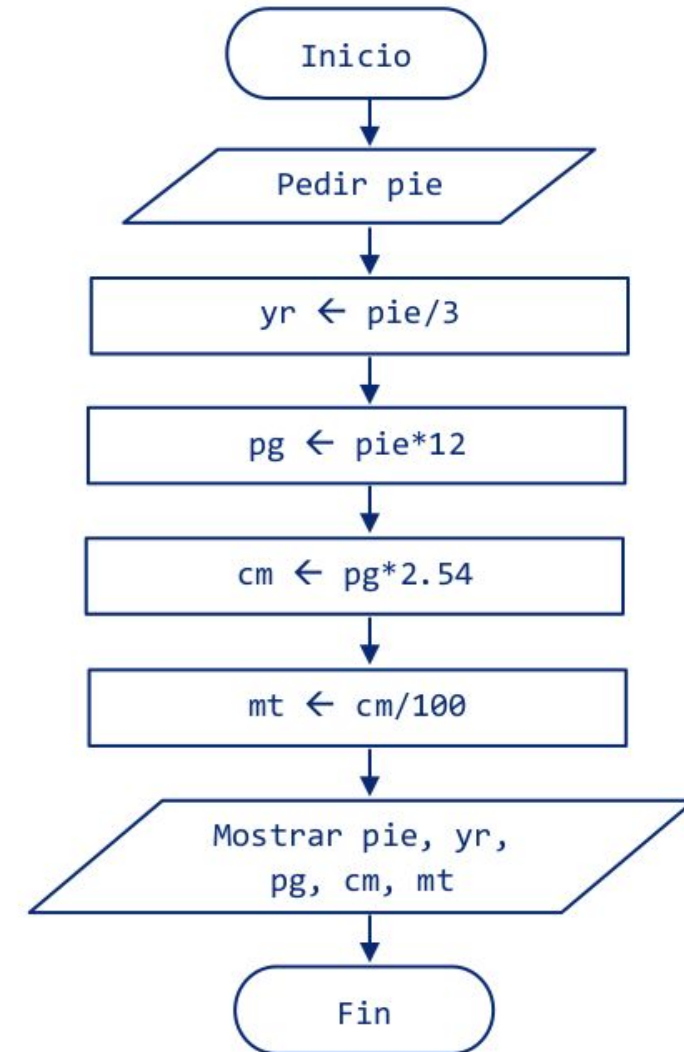 Inicio
Pedir pie
yr ← pie/3
pg ← pie*12
cm ← pg*2.54
mt ← cm/100
Mostrar pie, yr,
pg, cm, mt
Fin